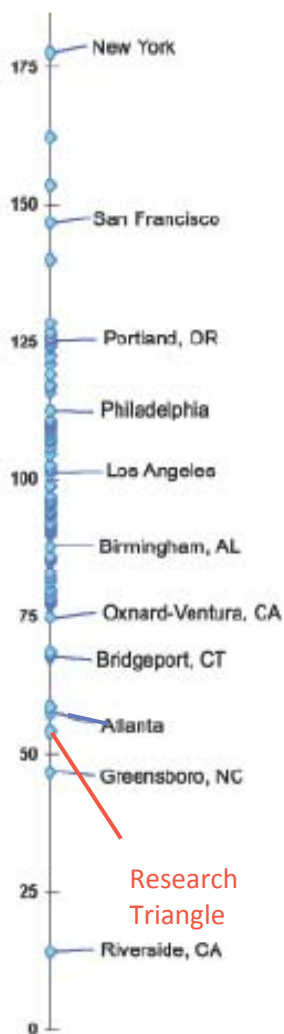 New York
175
150
San Francisco
125
Portland, OR
Philadelphia
100
Los Angeles
Birmingham, AL
75
Oxnard-Ventura, CA
Bridgeport, CT
Atlanta
50
Greensboro, NC
Research
Triangle
25
Riverside, CA
0